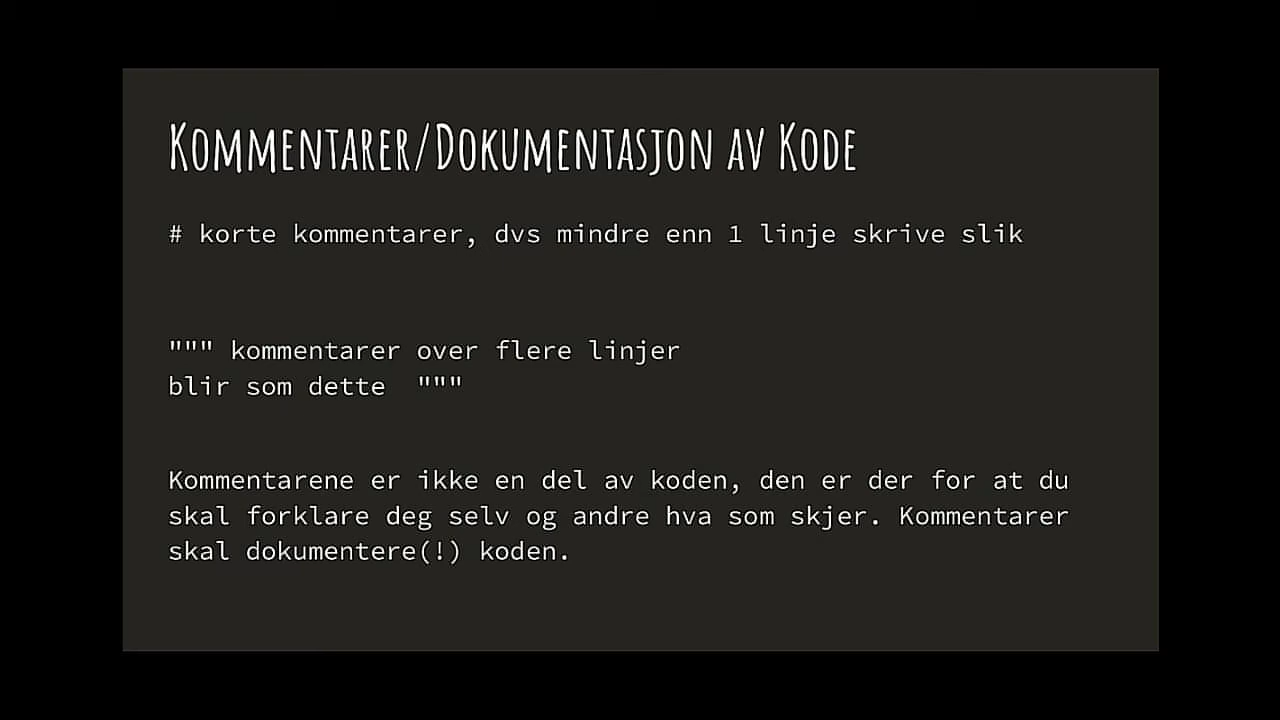 Kommentarer/Dokumentasjon av Kode
# korte kommentarer, dvs mindre enn 1 linje skrive slik
""" kommentarer over flere linjer
blir som dette  """
Kommentarene er ikke en del av koden, den er der for at du
skal forklare deg selv og andre hva som skjer. Kommentarer
skal dokumentere(!) koden.